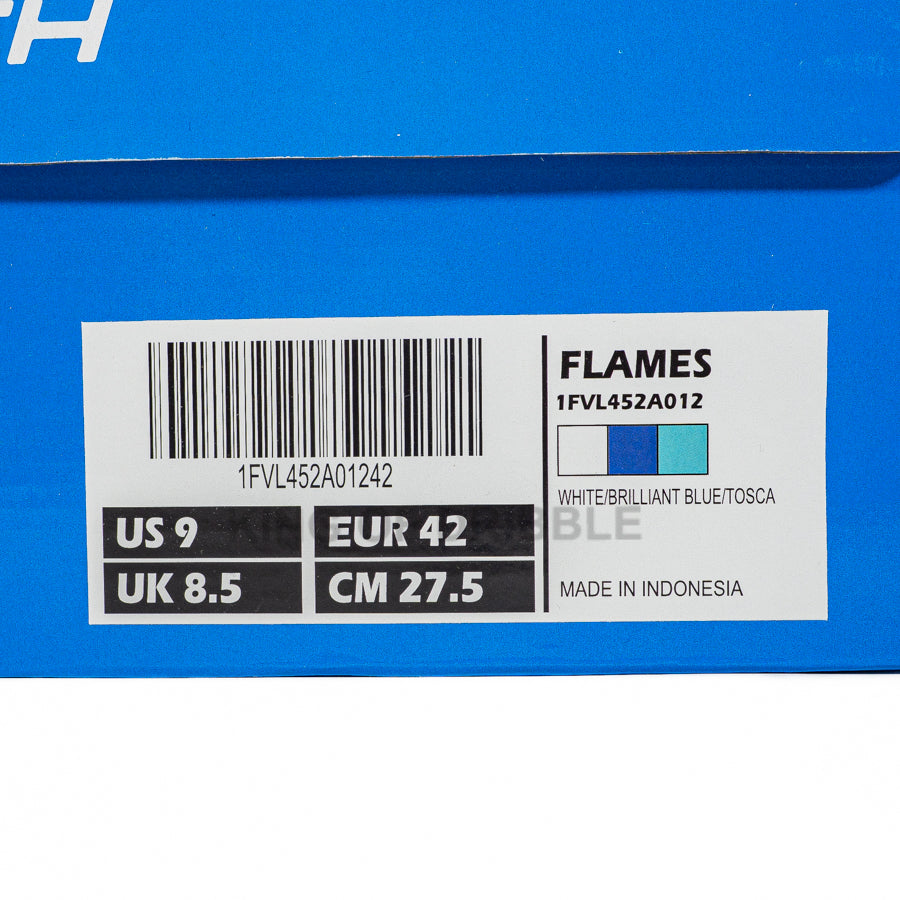 1FVL452A01242
US 9
EUR 42
UK 8.5
CM 27.5
FLAMES
1FVL452A012
WHITE/BRILLIANT BLUE/TOSCA
MADE IN INDONESIA